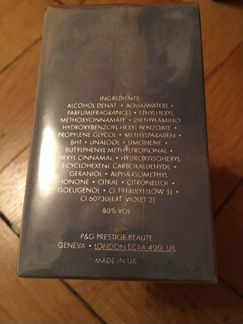 INGREDIENTS:
ALCOHOL DENAT • AQUA(WATER) •
PARFUM(FRAGRANCE) • ETHYLHEXYL
METHOXYCINNAMATE • DIETHYLAMINO
HYDROXYBENZOYL HEXYL BENZOATE •
PROPYLENE GLYCOL • METHYLPARABEN •
BHT • LINALOOL • LIMONENE •
BUTYLPHENYL METHYLPROPIONAL •
HEXYL CINNAMAL • HYDROXYISOHEXYL
3-CYCLOHEXENE CARBOXALDEHYDE •
GERANIOL • ALPHA-ISOMETHYL
IONONE • CITRAL • CITRONELLOL •
ISOEUGENOL • CI 19140(YELLOW 5) •
CI 60730(EXT. VIOLET 2)
80% VOL
P&G PRESTIGE BEAUTE
GENEVA • LONDON EC1A 4DD, UK
MADE IN UK